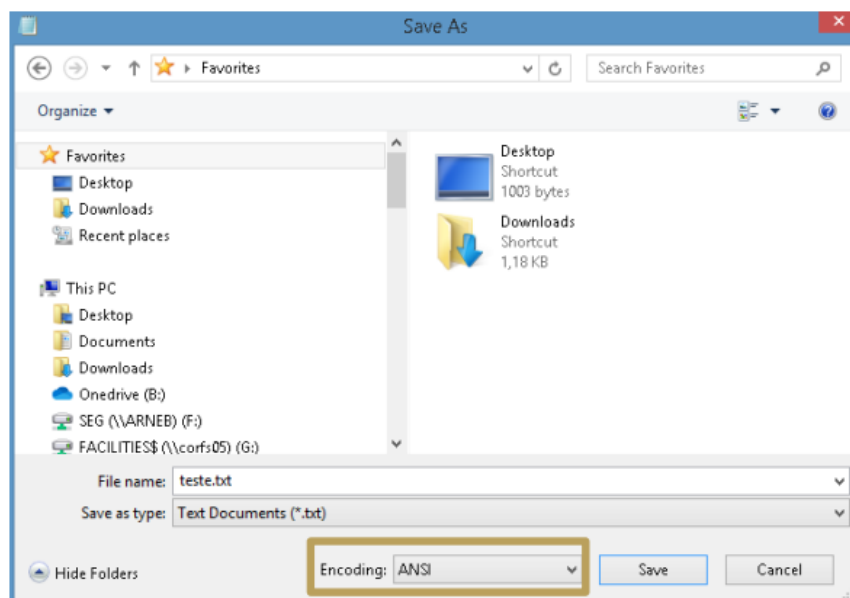 Save As
Favorites
Search Favorites
Organize
Favorites
Desktop
Downloads
Recent places
This PC
Desktop
Documents
Downloads
Onedrive (B:)
SEG (\\ARNEB) (F:)
FACILITIES$ (\\corfs05) (G:)
Desktop
Shortcut
1003 bytes
Downloads
Shortcut
1,18 KB
File name: teste.txt
Save as type: Text Documents (*.txt)
Hide Folders
Encoding: ANSI
Save
Cancel